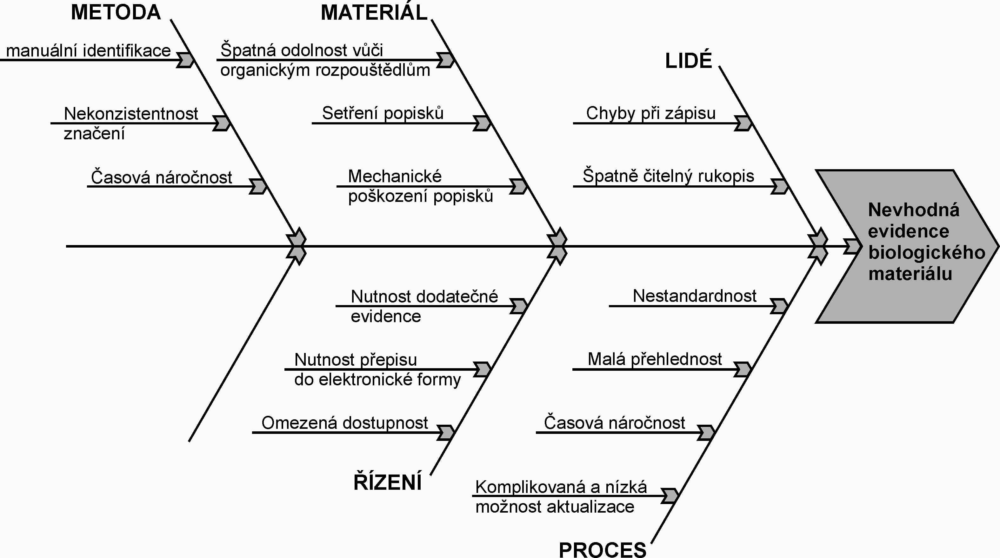 METODA
manuální identifikace
Nekonzistentnost
značení
Časová náročnost
MATERIÁL
Špatná odolnost vůči
organickým rozpouštědlům
Setření popisků
Mechanické
poškození popisků
LIDÉ
Chyby při zápisu
Špatně čitelný rukopis
Nevhodná
evidence
biologického
materiálu
Nutnost dodatečné
evidence
Nutnost přepisu
do elektronické formy
Omezená dostupnost
ŘÍZENÍ
Nestandardnost
Malá přehlednost
Časová náročnost
Komplikovaná a nízká
možnost aktualizace
PROCES